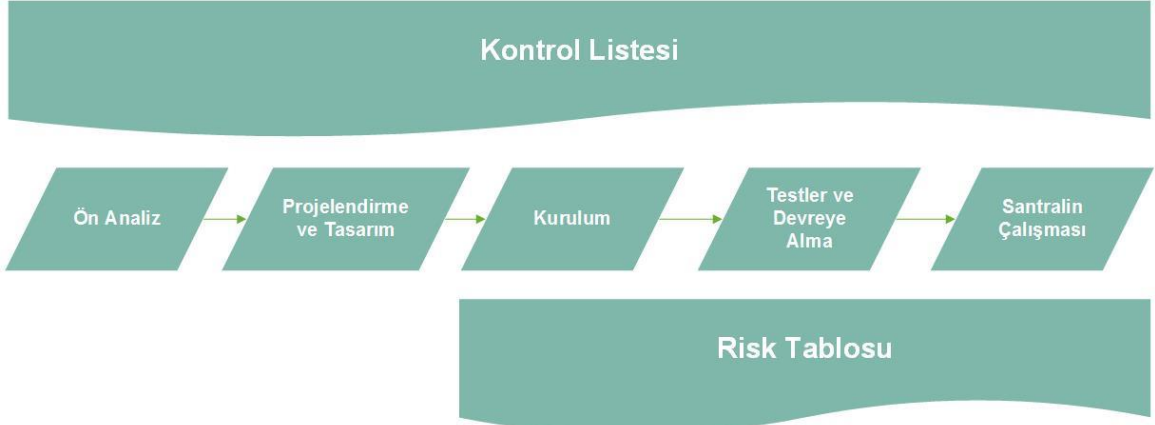 Kontrol Listesi
Ön Analiz
Projelendirme
ve Tasarım
Kurulum
Testler ve
Devreye
Alma
Santralin
Çalışması
Risk Tablosu